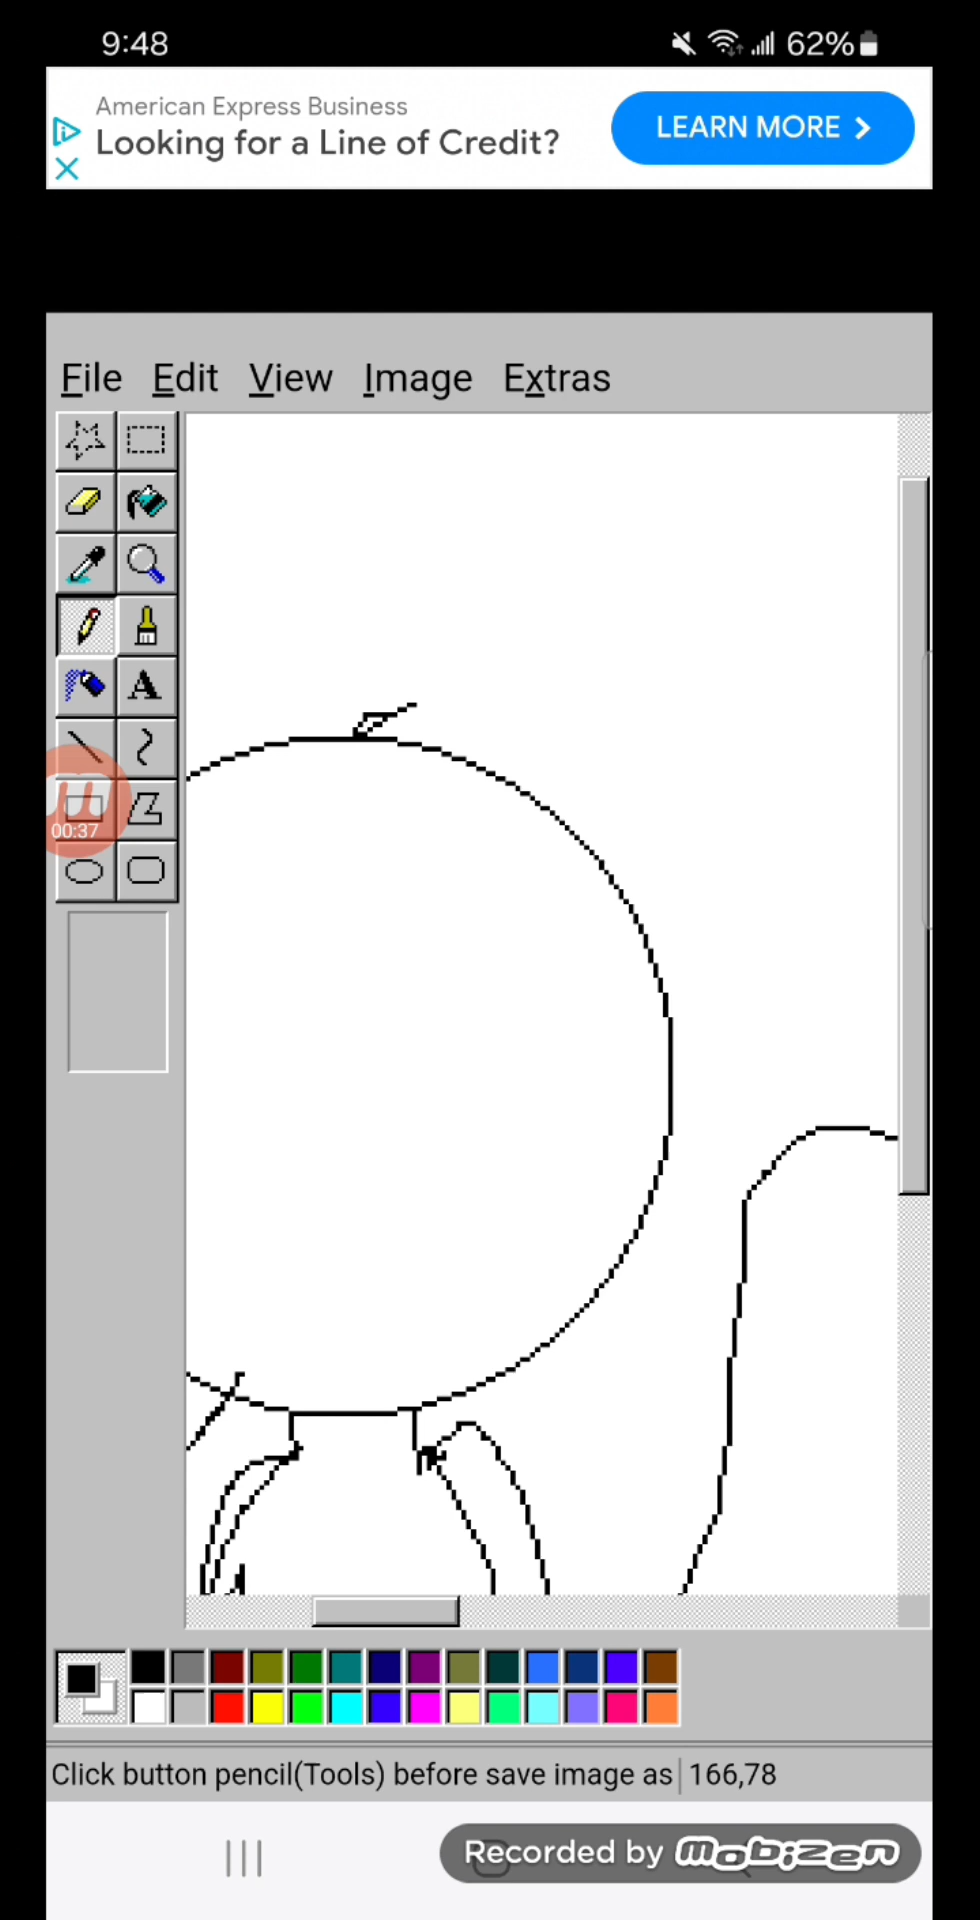 9:48
62%
American Express Business
Looking for a Line of Credit?
LEARN MORE
File Edit View Image Extras
A
00:37
Click button pencil(Tools) before save image as 166,78
Recorded by mobizen